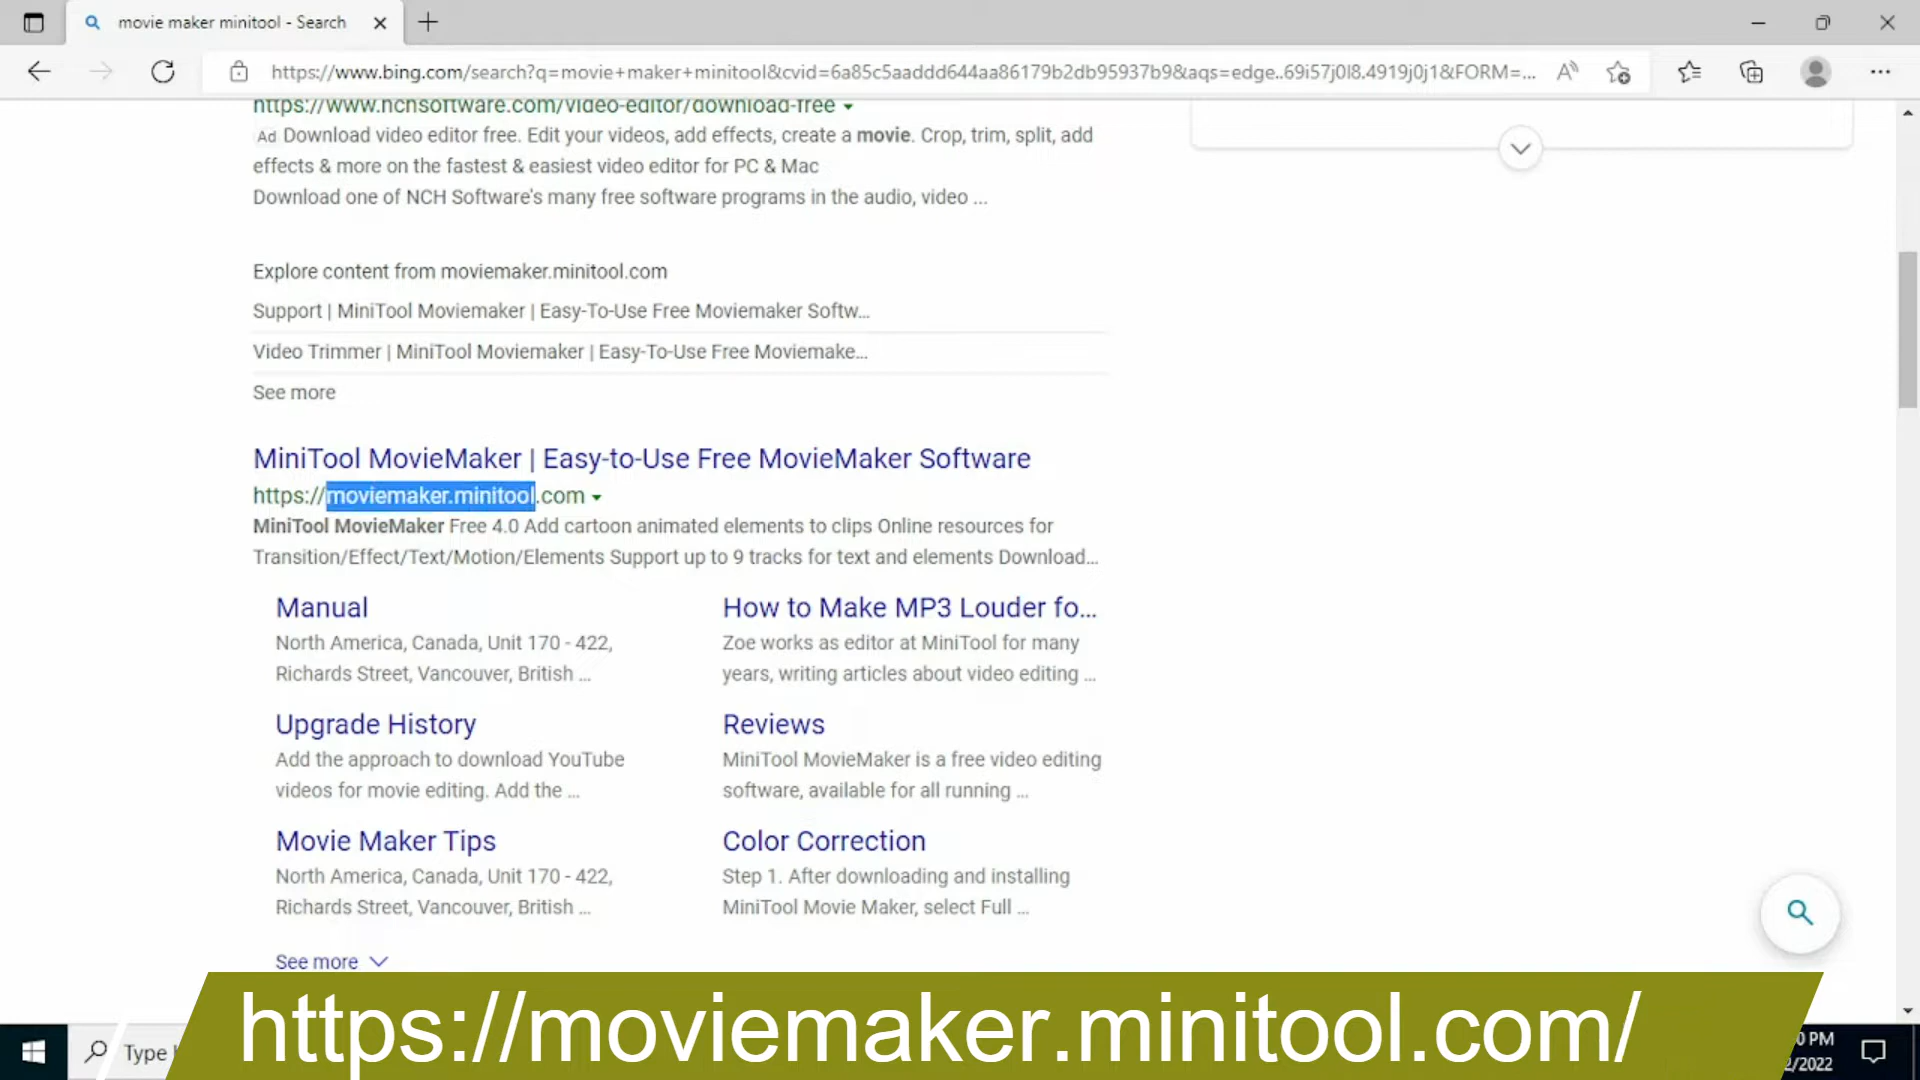 movie maker minitool - Search
https://www.bing.com/search?q=movie+maker+minitool&cvid=6a85c5aaddd644aa86179b2db95937b9&aqs=edge..69i57j0l8.4919j0j1&FORM=...
https://www.nchsoftware.com/video-editor/download-free
Ad Download video editor free. Edit your videos, add effects, create a movie. Crop, trim, split, add
effects & more on the fastest & easiest video editor for PC & Mac
Download one of NCH Software's many free software programs in the audio, video ...
Explore content from moviemaker.minitool.com
Support | MiniTool Moviemaker | Easy-To-Use Free Moviemaker Softw...
Video Trimmer | MiniTool Moviemaker | Easy-To-Use Free Moviemake...
See more
MiniTool MovieMaker | Easy-to-Use Free MovieMaker Software
https://moviemaker.minitool.com
MiniTool MovieMaker Free 4.0 Add cartoon animated elements to clips Online resources for
Transition/Effect/Text/Motion/Elements Support up to 9 tracks for text and elements Download...
Manual
North America, Canada, Unit 170 - 422,
Richards Street, Vancouver, British ...
How to Make MP3 Louder fo...
Zoe works as editor at MiniTool for many
years, writing articles about video editing ...
Upgrade History
Add the approach to download YouTube
videos for movie editing. Add the ...
Reviews
MiniTool MovieMaker is a free video editing
software, available for all running ...
Movie Maker Tips
North America, Canada, Unit 170 - 422,
Richards Street, Vancouver, British ...
Color Correction
Step 1. After downloading and installing
MiniTool Movie Maker, select Full ...
See more
https://moviemaker.minitool.com/
Type
0 PM
/2022